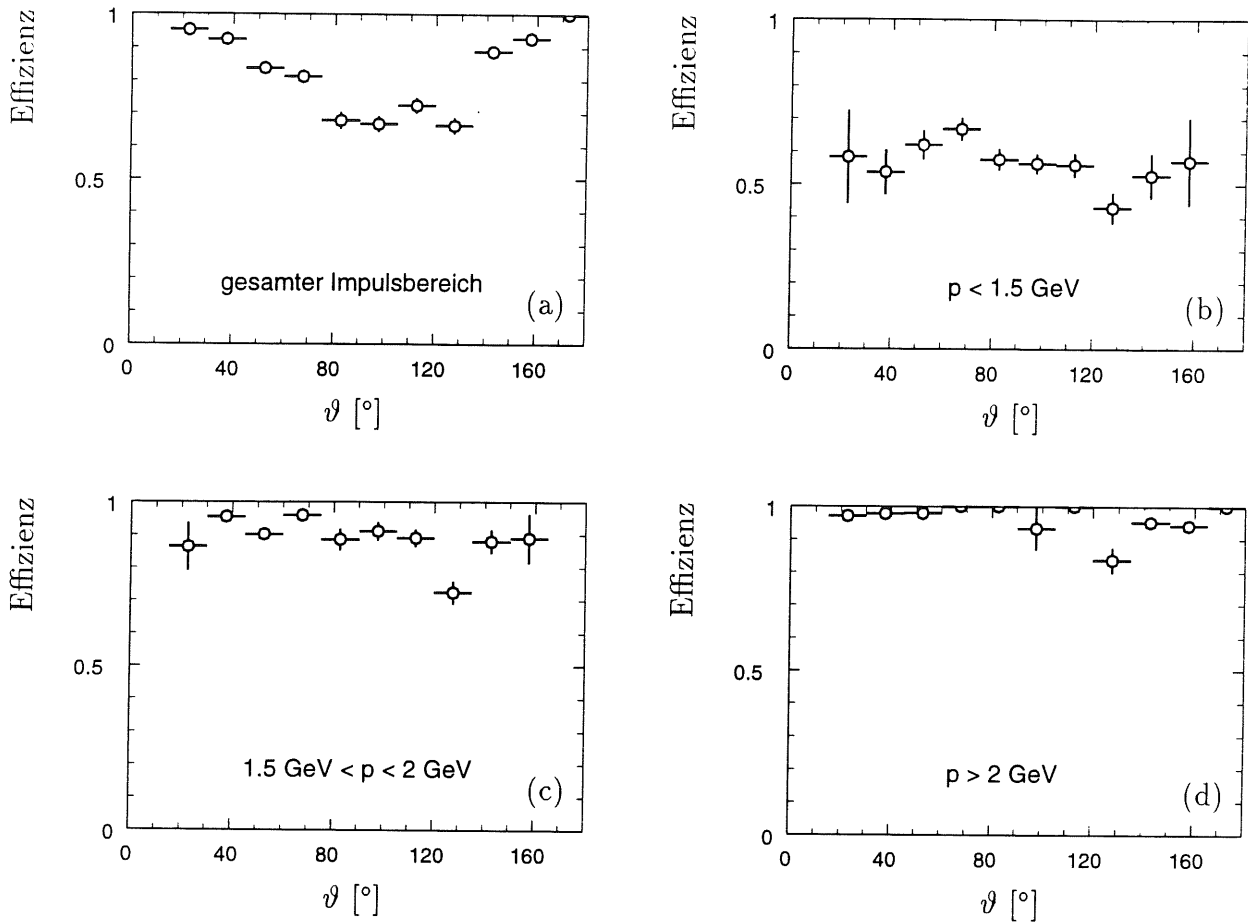 Effizienz
1
0.5
0
gesamter Impulsbereich
(a)
0 40 80 120 160
ϑ [°]
Effizienz
1
0.5
0
p < 1.5 GeV
(b)
0 40 80 120 160
ϑ [°]
Effizienz
1
0.5
0
1.5 GeV < p < 2 GeV
(c)
0 40 80 120 160
ϑ [°]
Effizienz
1
0.5
0
p > 2 GeV
(d)
0 40 80 120 160
ϑ [°]